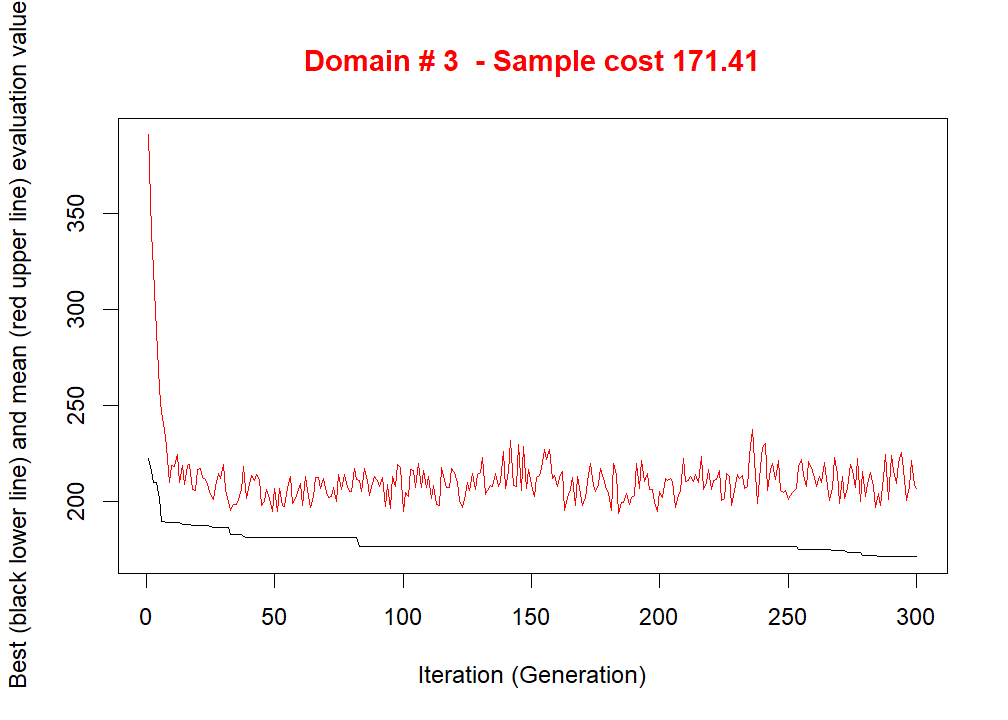 Domain # 3  - Sample cost 171.41
Best (black lower line) and mean (red upper line) evaluation value
350
300
250
200
0 50 100 150 200 250 300
Iteration (Generation)